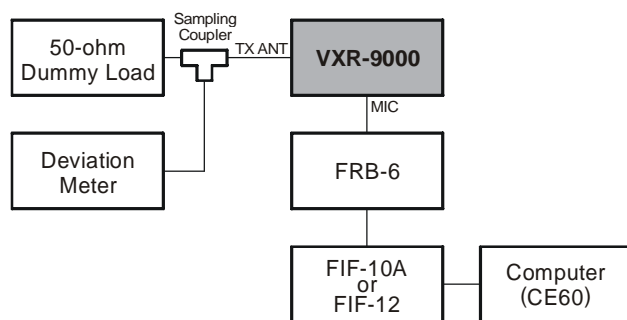 Sampling
Coupler
50-ohm
Dummy Load
TX ANT
VXR-9000
MIC
Deviation
Meter
FRB-6
FIF-10A
or
FIF-12
Computer
(CE60)